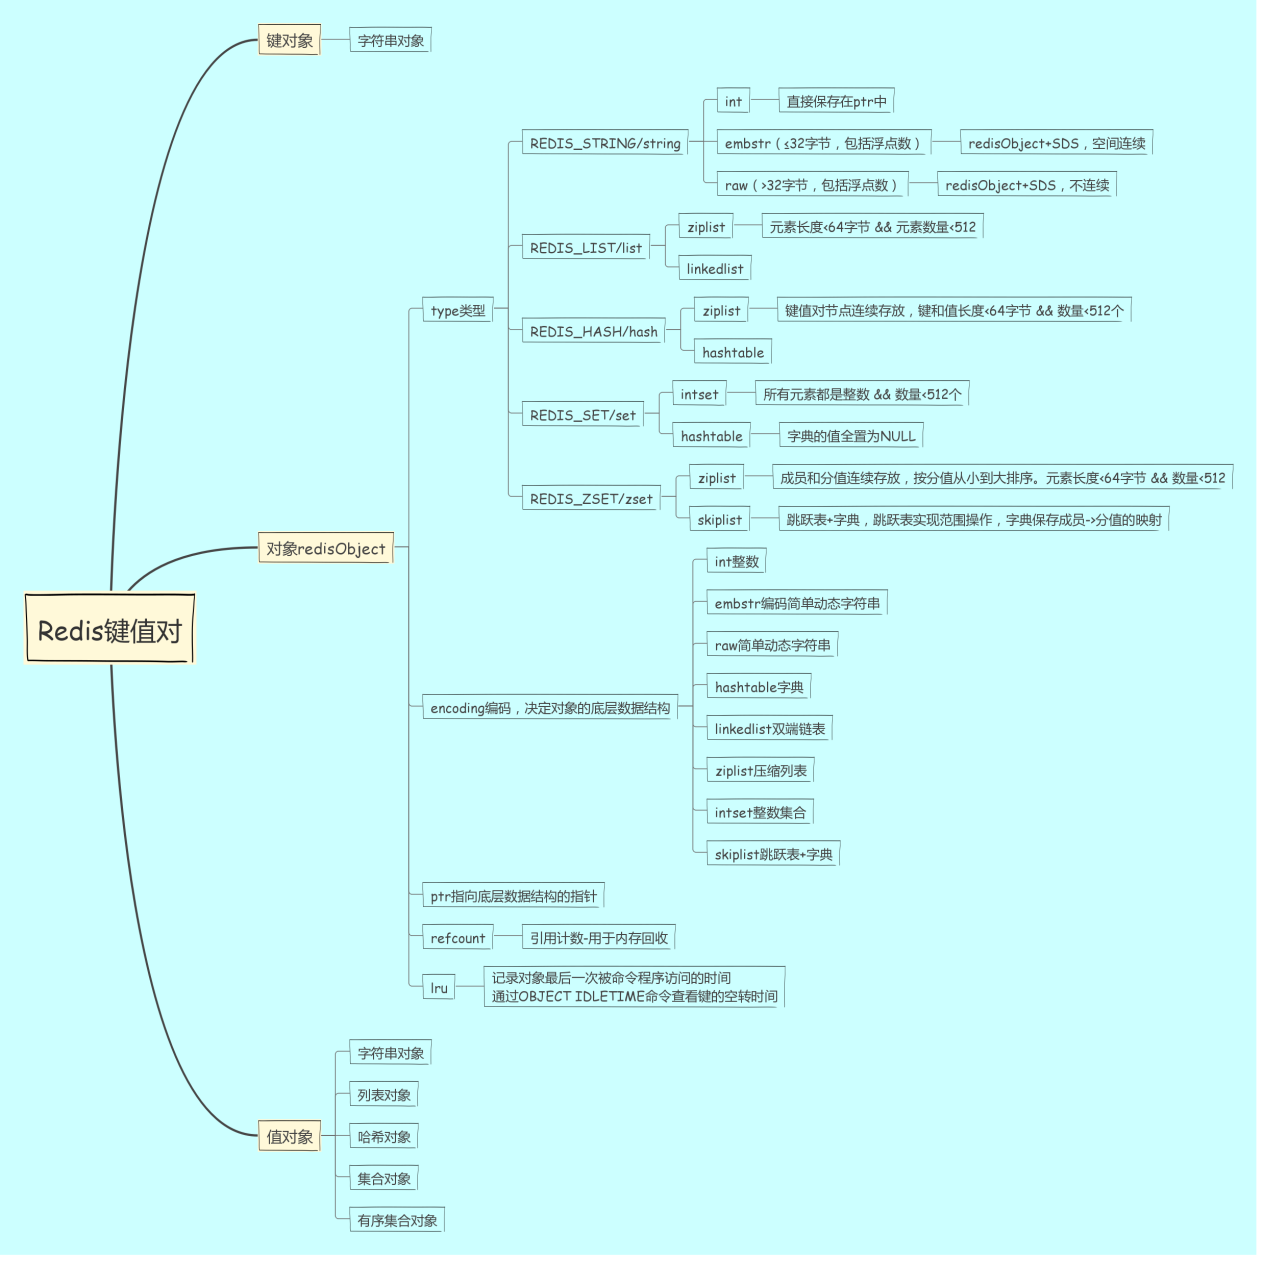 键对象
字符串对象
int
直接保存在ptr中
REDIS_STRING/string
embstr（≤32字节，包括浮点数）
redisObject+SDS，空间连续
raw（>32字节，包括浮点数）
redisObject+SDS，不连续
ziplist
元素长度<64字节 && 元素数量<512
REDIS_LIST/list
linkedlist
type类型
ziplist
键值对节点连续存放，键和值长度<64字节 && 数量<512个
REDIS_HASH/hash
hashtable
intset
所有元素都是整数 && 数量<512个
REDIS_SET/set
hashtable
字典的值全置为NULL
ziplist
成员和分值连续存放，按分值从小到大排序。元素长度<64字节 && 数量<512
REDIS_ZSET/zset
skiplist
跳跃表+字典，跳跃表实现范围操作，字典保存成员->分值的映射
对象redisObject
int整数
embstr编码简单动态字符串
Redis键值对
raw简单动态字符串
hashtable字典
encoding编码，决定对象的底层数据结构
linkedlist双端链表
ziplist压缩列表
intset整数集合
skiplist跳跃表+字典
ptr指向底层数据结构的指针
refcount
引用计数-用于内存回收
lru
记录对象最后一次被命令程序访问的时间
通过OBJECT IDLETIME命令查看键的空转时间
字符串对象
列表对象
值对象
哈希对象
集合对象
有序集合对象